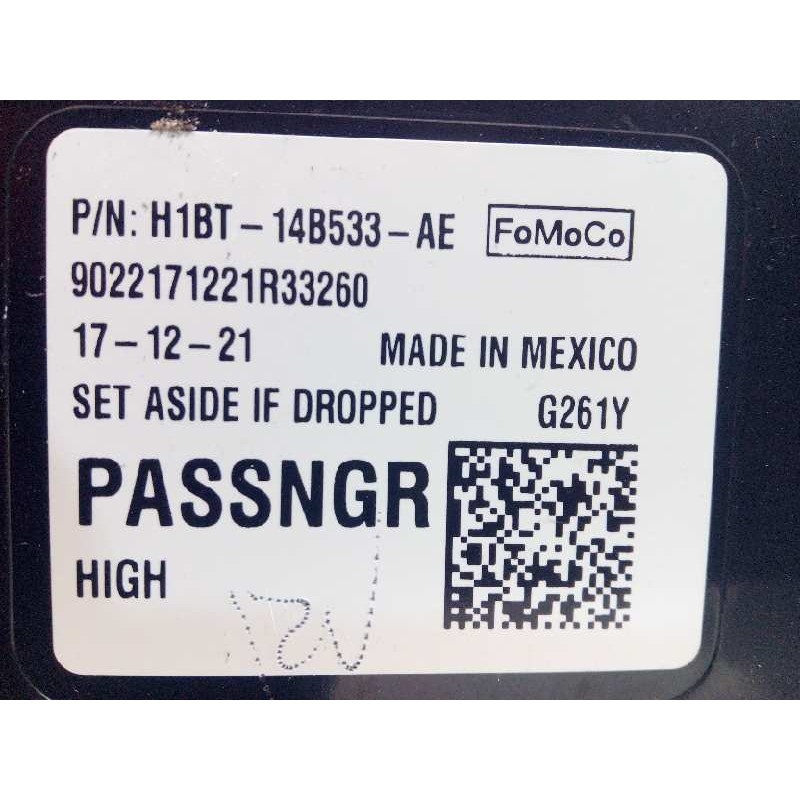 P/N: H1BT-14B533-AE FoMoCo
9022171221R33260
17-12-21 MADE IN MEXICO
SET ASIDE IF DROPPED G261Y
PASSNGR
HIGH